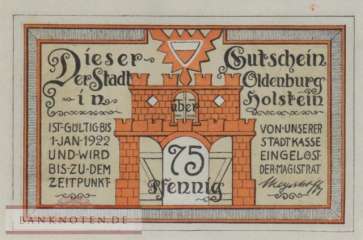 Dieser Gutschein
Der Stadt Oldenburg
in Holstein
über
75
Pfennig
IST·GÜLTIG·BIS
1·JAN·1922
UND·WIRD
BIS·ZU·DEM
ZEITPUNKT·
VON·UNSERER
STADTKASSE
EINGELÖST·
DER·MAGISTRAT
BANKNOTEN.DE